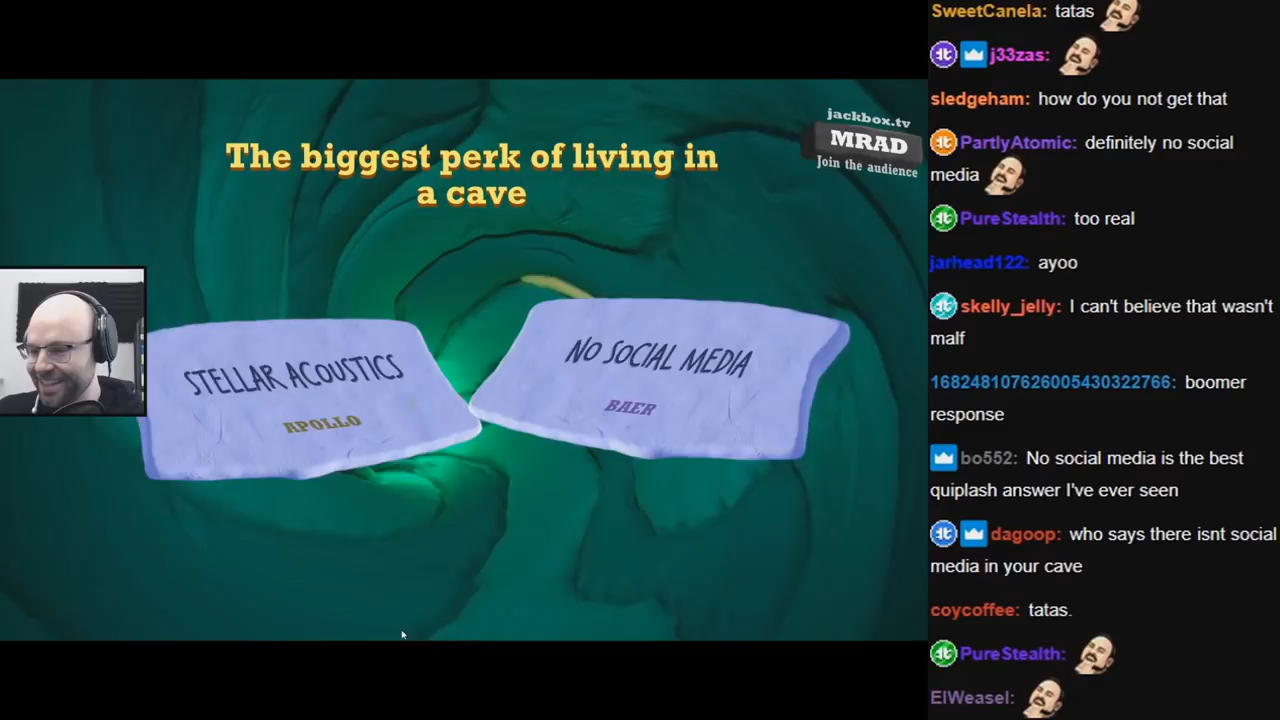 The biggest perk of living in
a cave
jackbox.tv
MRAD
Join the audience
STELLAR ACOUSTICS
APOLLO
NO SOCIAL MEDIA
BAER
SweetCanela: tatas
j33zas:
sledgeham: how do you not get that
PartlyAtomic: definitely no social
media
PureStealth: too real
jarhead122: ayoo
skelly_jelly: I can't believe that wasn't
malf
168248107626005430322766: boomer
response
bo552: No social media is the best
quiplash answer I've ever seen
dagoop: who says there isnt social
media in your cave
coycoffee: tatas.
PureStealth:
ElWeasel: